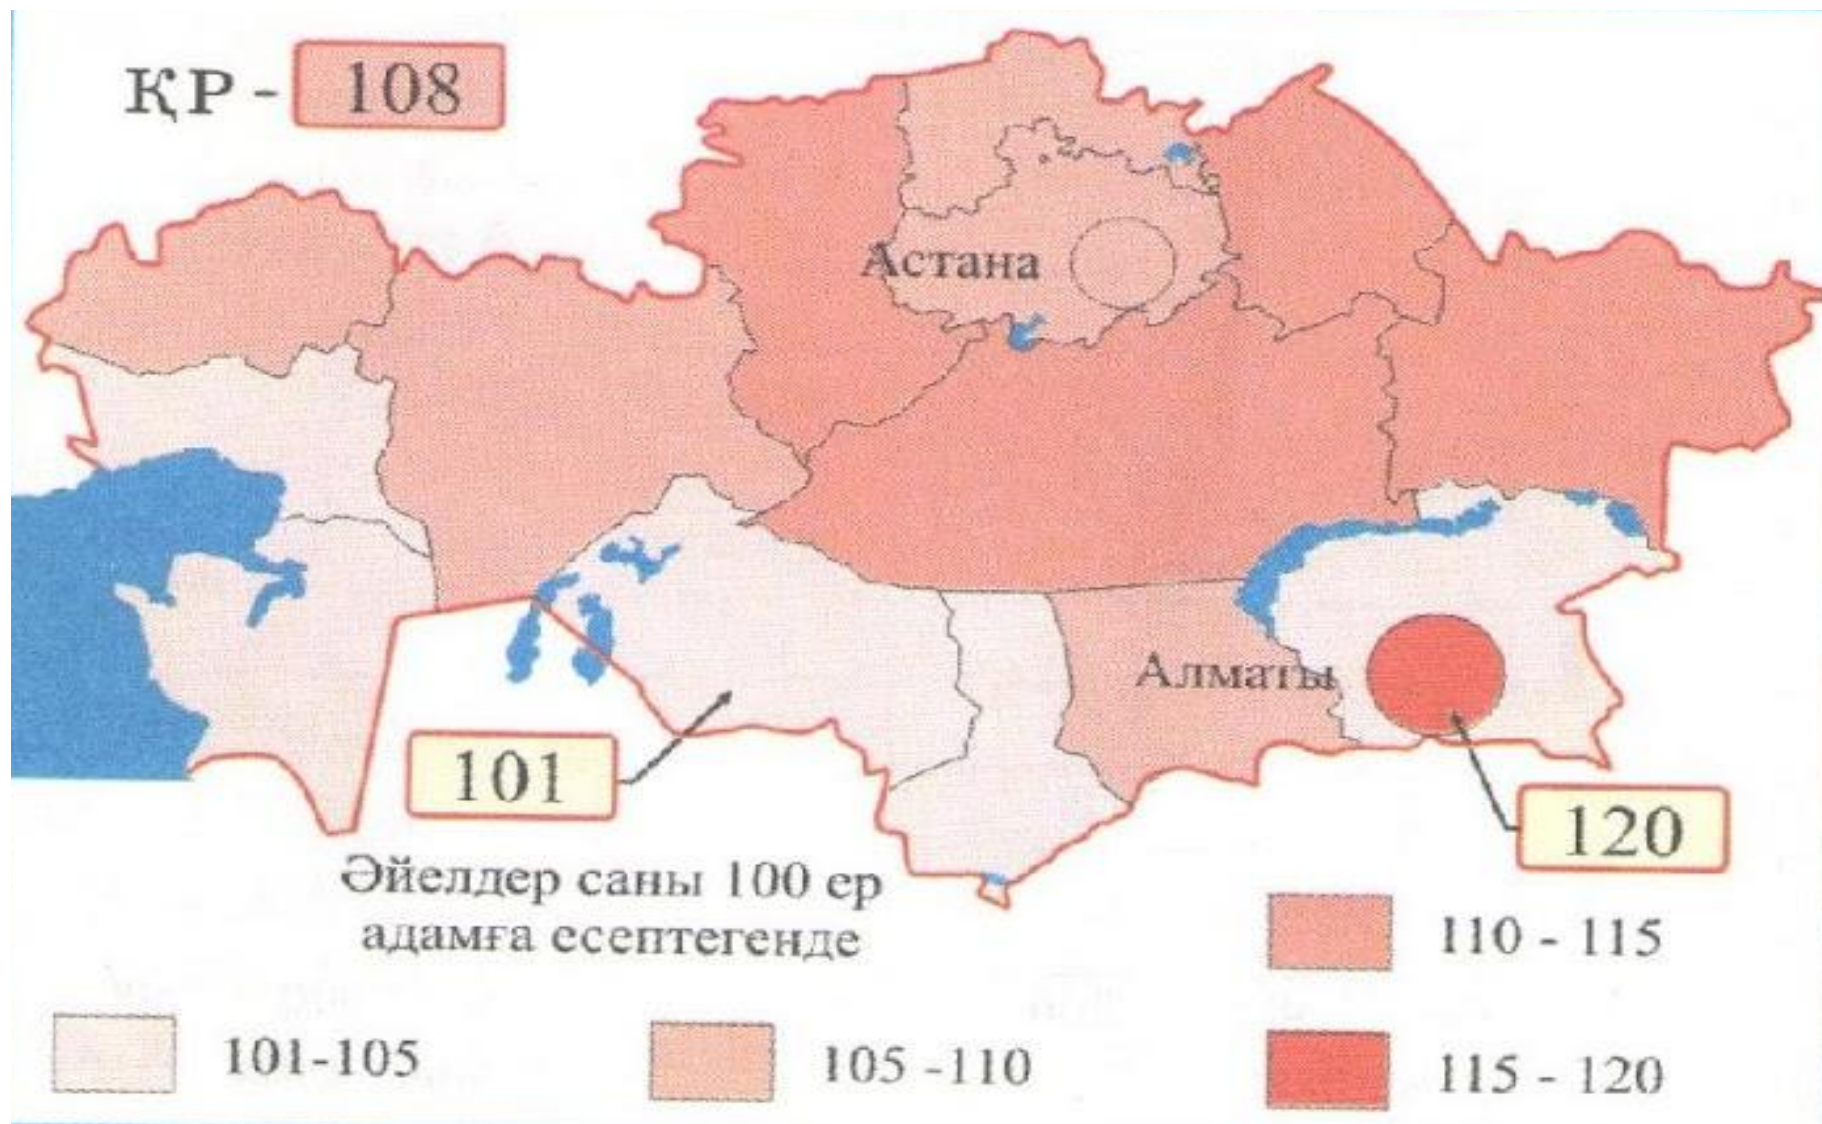 ҚР- 108
Астана
Алматы
101
120
Әйелдер саны 100 ер
адамға есептегенде
110 - 115
101-105
105 -110
115 - 120